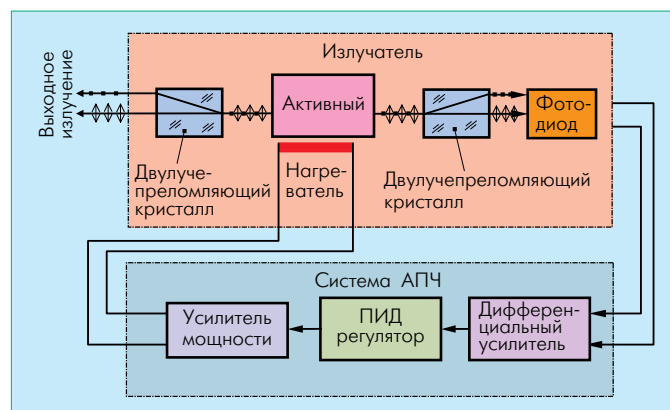 Излучатель
Выходное
излучение
Активный
Фото-
диод
Двулуче-
преломляющий
кристалл
Нагре-
ватель
Двулучепреломляющий
кристалл
Система АПЧ
Усилитель
мощности
ПИД
регулятор
Дифферен-
циальный
усилитель